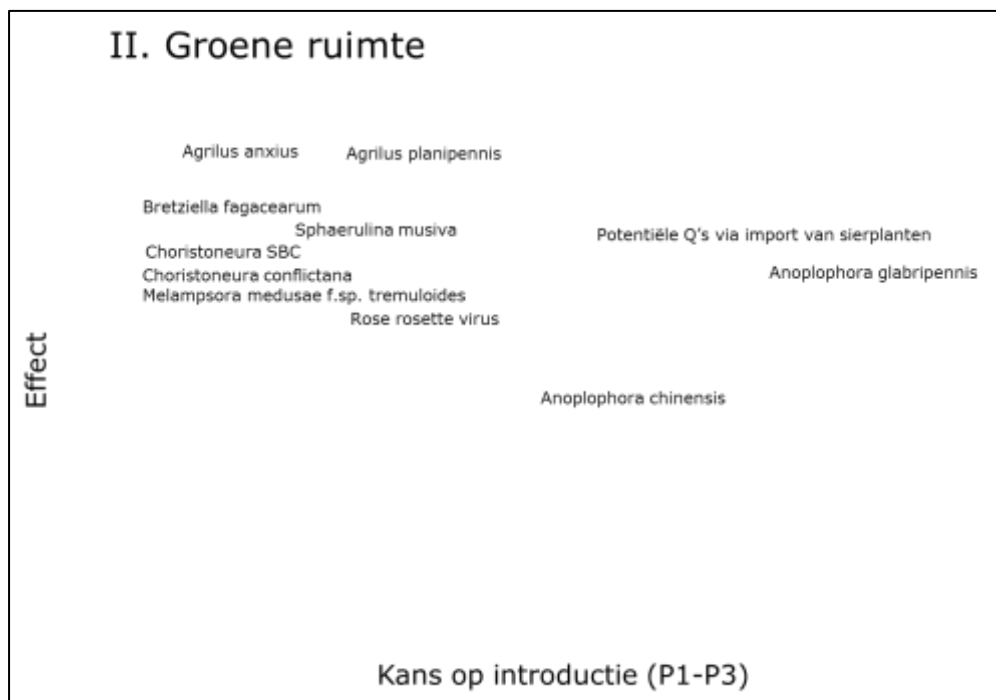 II. Groene ruimte
Agrilus anxius
Agrilus planipennis
Bretziella fagacearum
Sphaerulina musiva
Potentiële Q's via import van sierplanten
Choristoneura SBC
Choristoneura conflictana
Anoplophora glabripennis
Melampsora medusae f.sp. tremuloides
Rose rosette virus
Effect
Anoplophora chinensis
Kans op introductie (P1-P3)